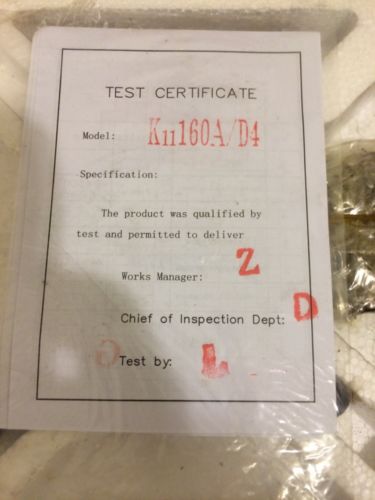 TEST CERTIFICATE
Model: K11160A/D4
Specification:
The product was qualified by
test and permitted to deliver
Works Manager: Z
Chief of Inspection Dept: D
Test by: L